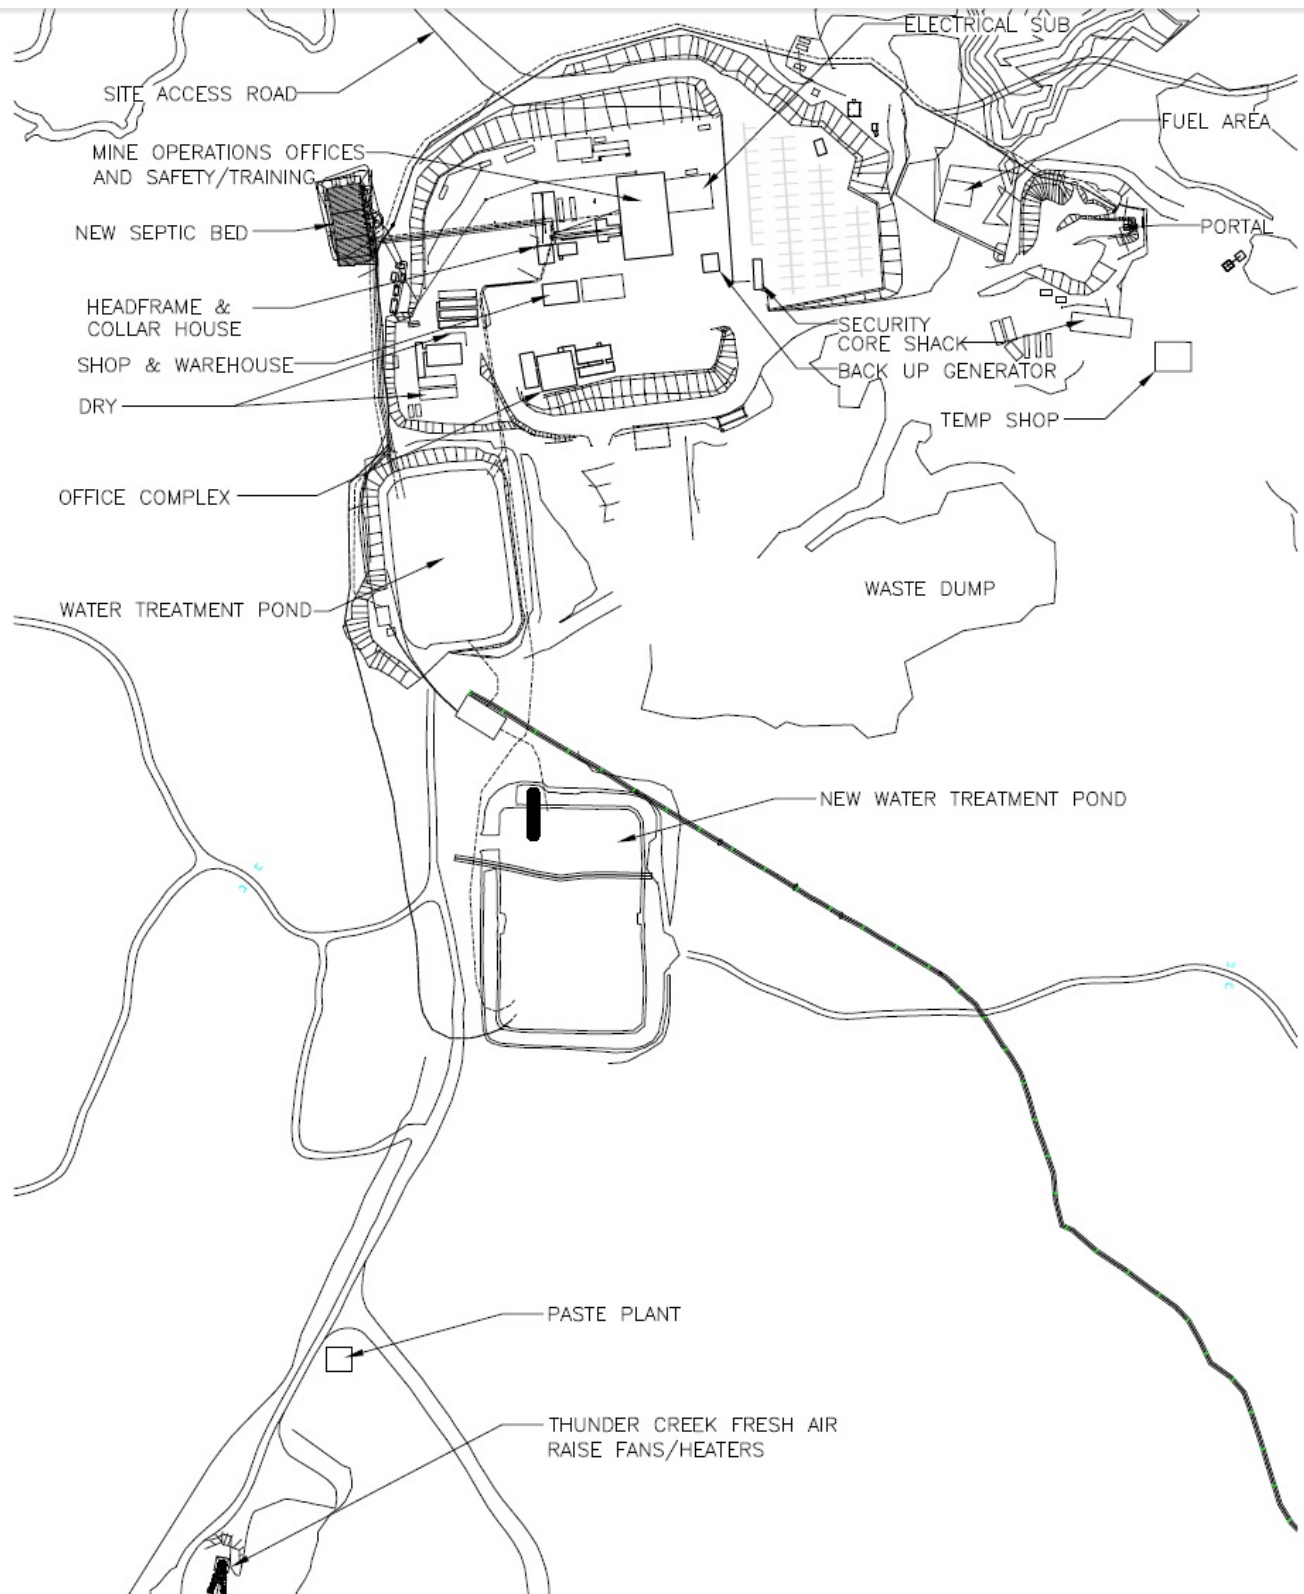 ELECTRICAL SUB
SITE ACCESS ROAD
FUEL AREA
MINE OPERATIONS OFFICES
AND SAFETY/TRAINING
NEW SEPTIC BED
PORTAL
HEADFRAME &
COLLAR HOUSE
SECURITY
CORE SHACK
SHOP & WAREHOUSE
BACK UP GENERATOR
DRY
TEMP SHOP
OFFICE COMPLEX
WASTE DUMP
WATER TREATMENT POND
NEW WATER TREATMENT POND
PASTE PLANT
THUNDER CREEK FRESH AIR
RAISE FANS/HEATERS